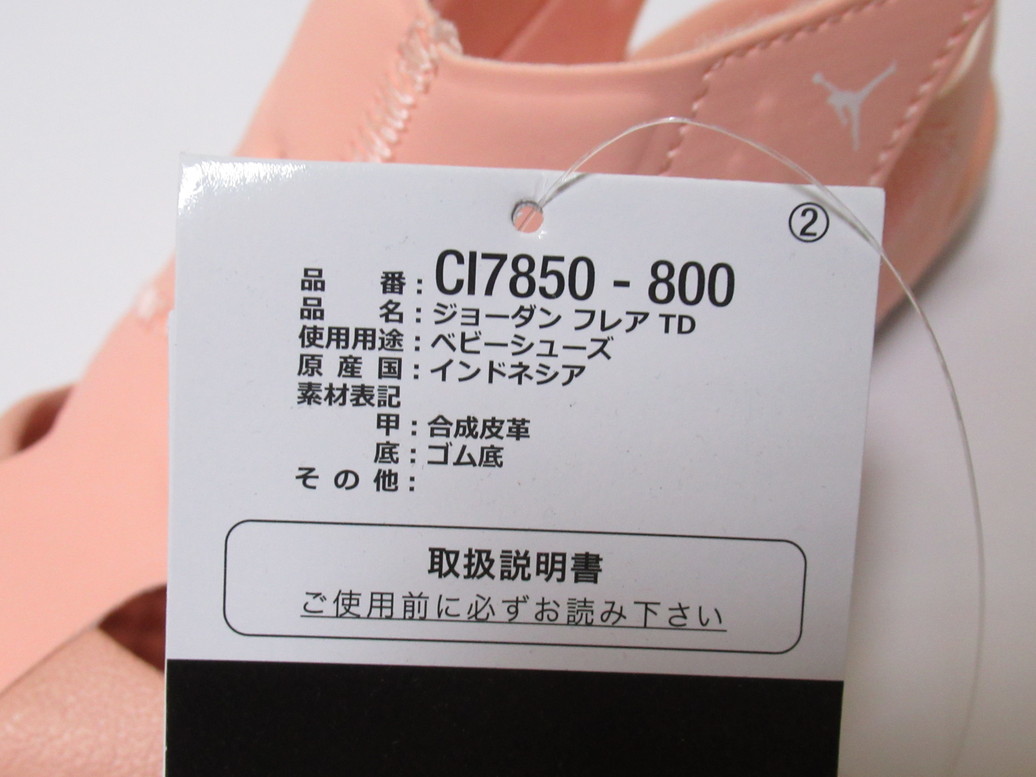 ②
品番：CI7850 - 800
品名：ジョーダン フレア TD
使用用途：ベビーシューズ
原産国：インドネシア
素材表記
甲：合成皮革
底：ゴム底
その他：
取扱説明書
ご使用前に必ずお読み下さい